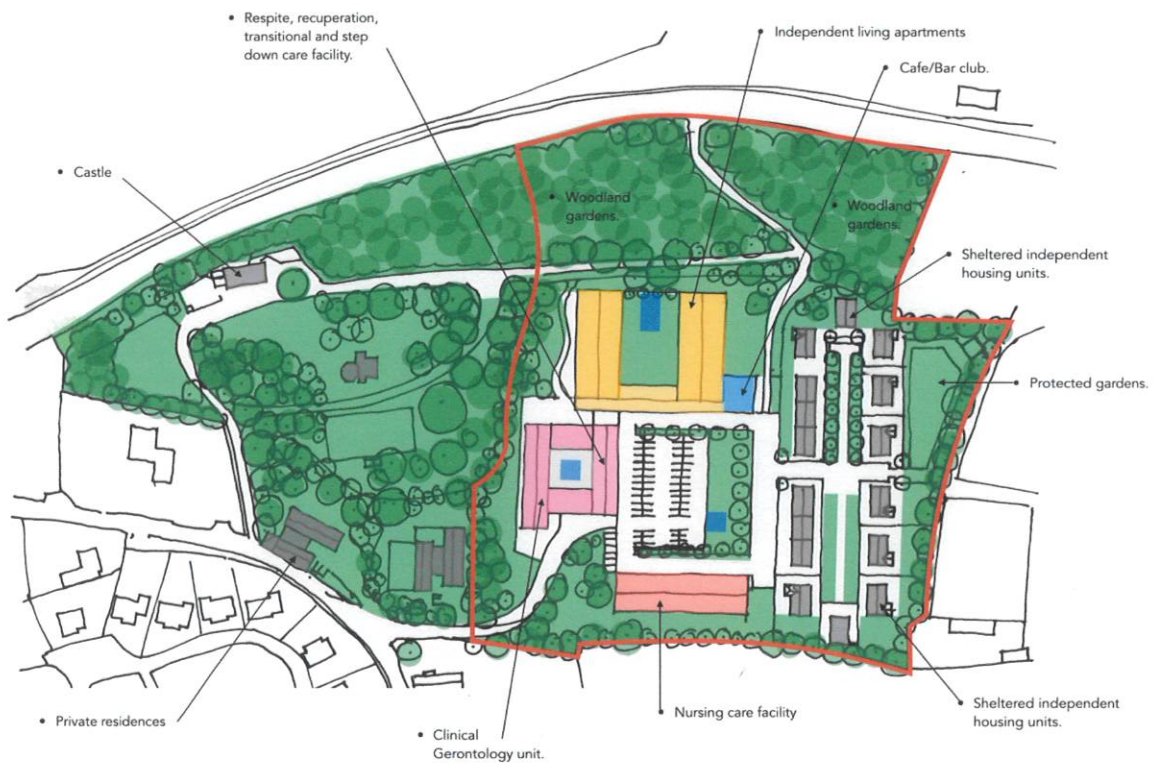 • Respite, recuperation,
transitional and step
down care facility.
• Independent living apartments
• Cafe/Bar club.
• Castle
• Woodland
gardens.
• Woodland
gardens.
• Sheltered independent
housing units.
• Protected gardens.
• Private residences
• Clinical
Gerontology unit.
• Nursing care facility
• Sheltered independent
housing units.